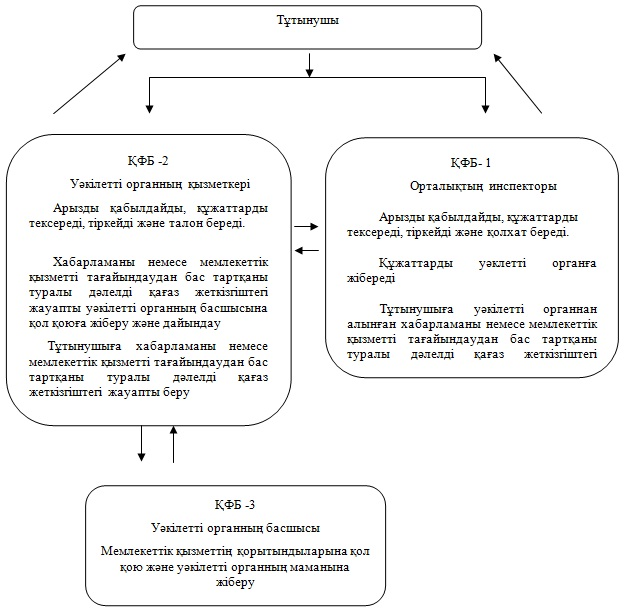 Тұтынушы
ҚФБ -2
Уәкілетті органның қызметкері
Арызды қабылдайды, құжаттарды
тексереді, тіркейді және талон береді.
Хабарламаны немесе мемлекеттік
қызметті тағайындаудан бас тартқаны
туралы дәлелді қағаз жеткізгіштегі
жауапты уәкілетті органның басшысына
қол қоюға жіберу және дайындау
Тұтынушыға хабарламаны немесе
мемлекеттік қызметті тағайындаудан бас
тартқаны туралы дәлелді қағаз
жеткізгіштегі жауапты беру
ҚФБ- 1
Орталықтың инспекторы
Арызды қабылдайды, құжаттарды
тексереді, тіркейді және қолхат береді.
Құжаттарды уәклетті органға
жібереді
Тұтынушыға уәкілетті органнан
алынған хабарламаны немесе мемлекеттік
қызметті тағайындаудан бас тартқаны
туралы дәлелді қағаз жеткізгіштегі
ҚФБ -3
Уәкілетті органның басшысы
Мемлекеттік қызметтің қорытындыларына қол
қою және уәкілетті органның маманына
жіберу